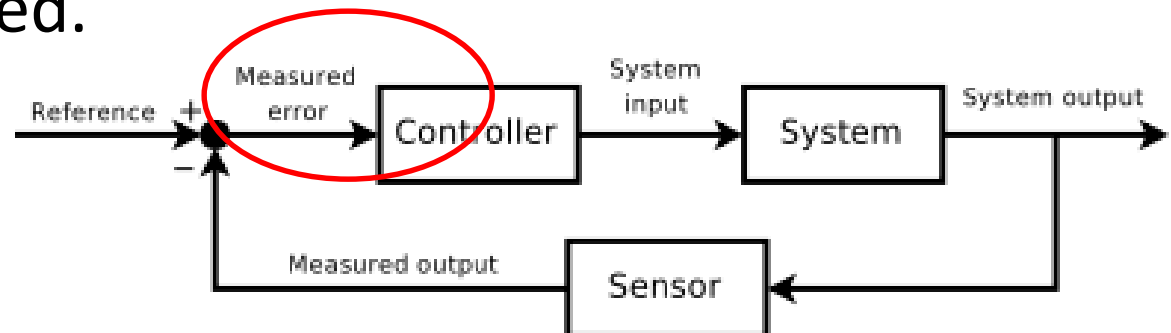 ed.
Measured
error
System
input
Reference
+
Controller
System
System output
−
Measured output
Sensor